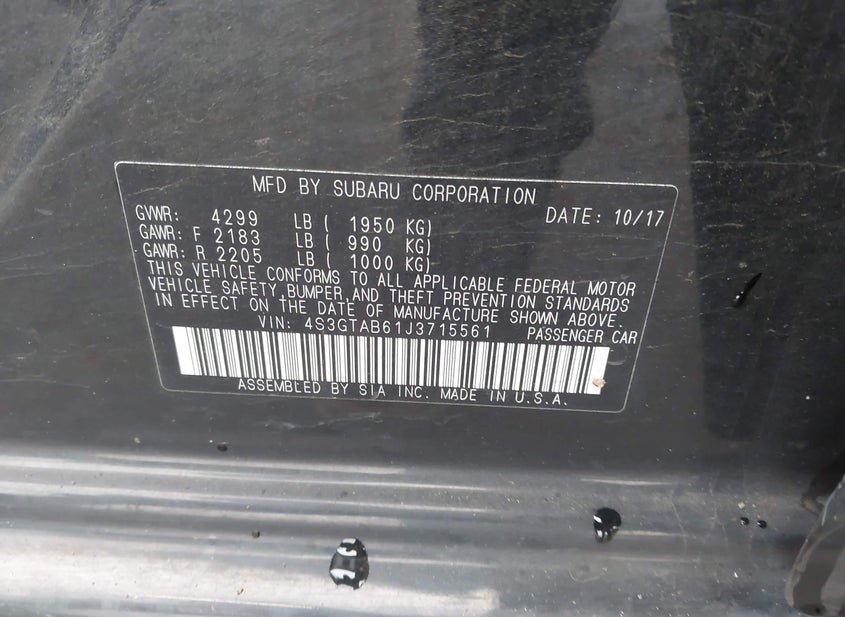 MFD BY SUBARU CORPORATION
GVWR: 4299 LB ( 1950 KG) DATE: 10/17
GAWR: F 2183 LB ( 990 KG)
GAWR: R 2205 LB ( 1000 KG)
THIS VEHICLE CONFORMS TO ALL APPLICABLE FEDERAL MOTOR
VEHICLE SAFETY,BUMPER,AND THEFT PREVENTION STANDARDS
IN EFFECT ON THE DATE OF MANUFACTURE SHOWN ABOVE.
VIN: 4S3GTAB61J3715561 PASSENGER CAR
ASSEMBLED BY SIA INC. MADE IN U.S.A.